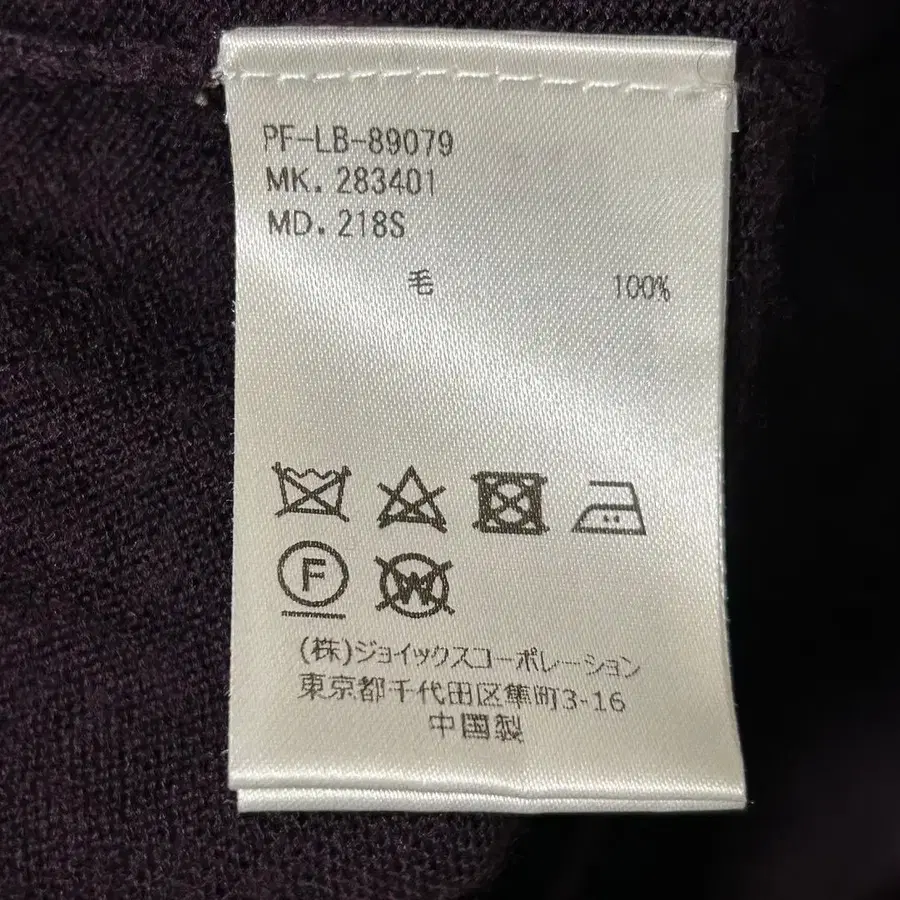 PF-LB-89079
MK. 283401
MD. 218S
毛 100%
F W
(株)ジョイックスコーポレーション
東京都千代田区隼町3-16
中国製